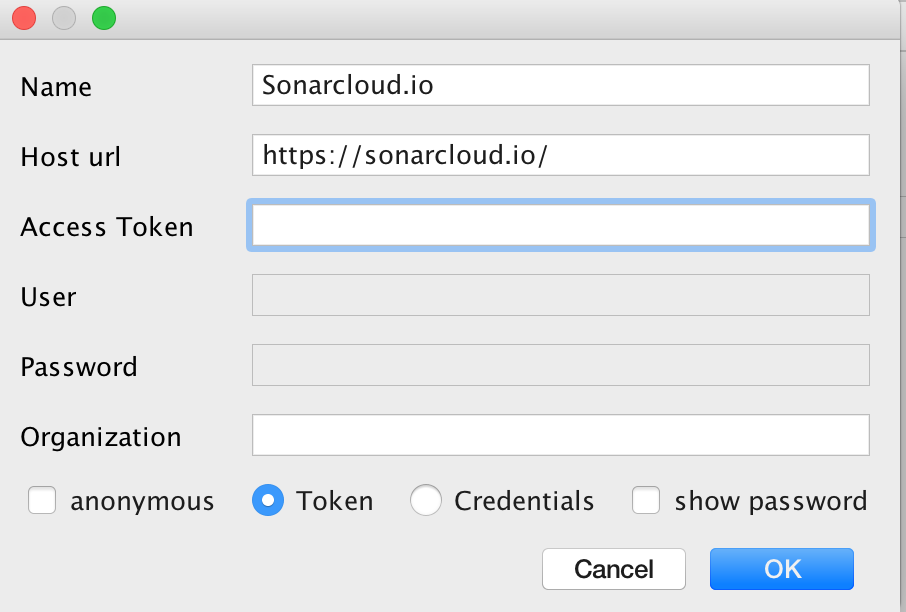 Name Sonarcloud.io
Host url https://sonarcloud.io/
Access Token
User
Password
Organization
anonymous Token Credentials show password
Cancel OK